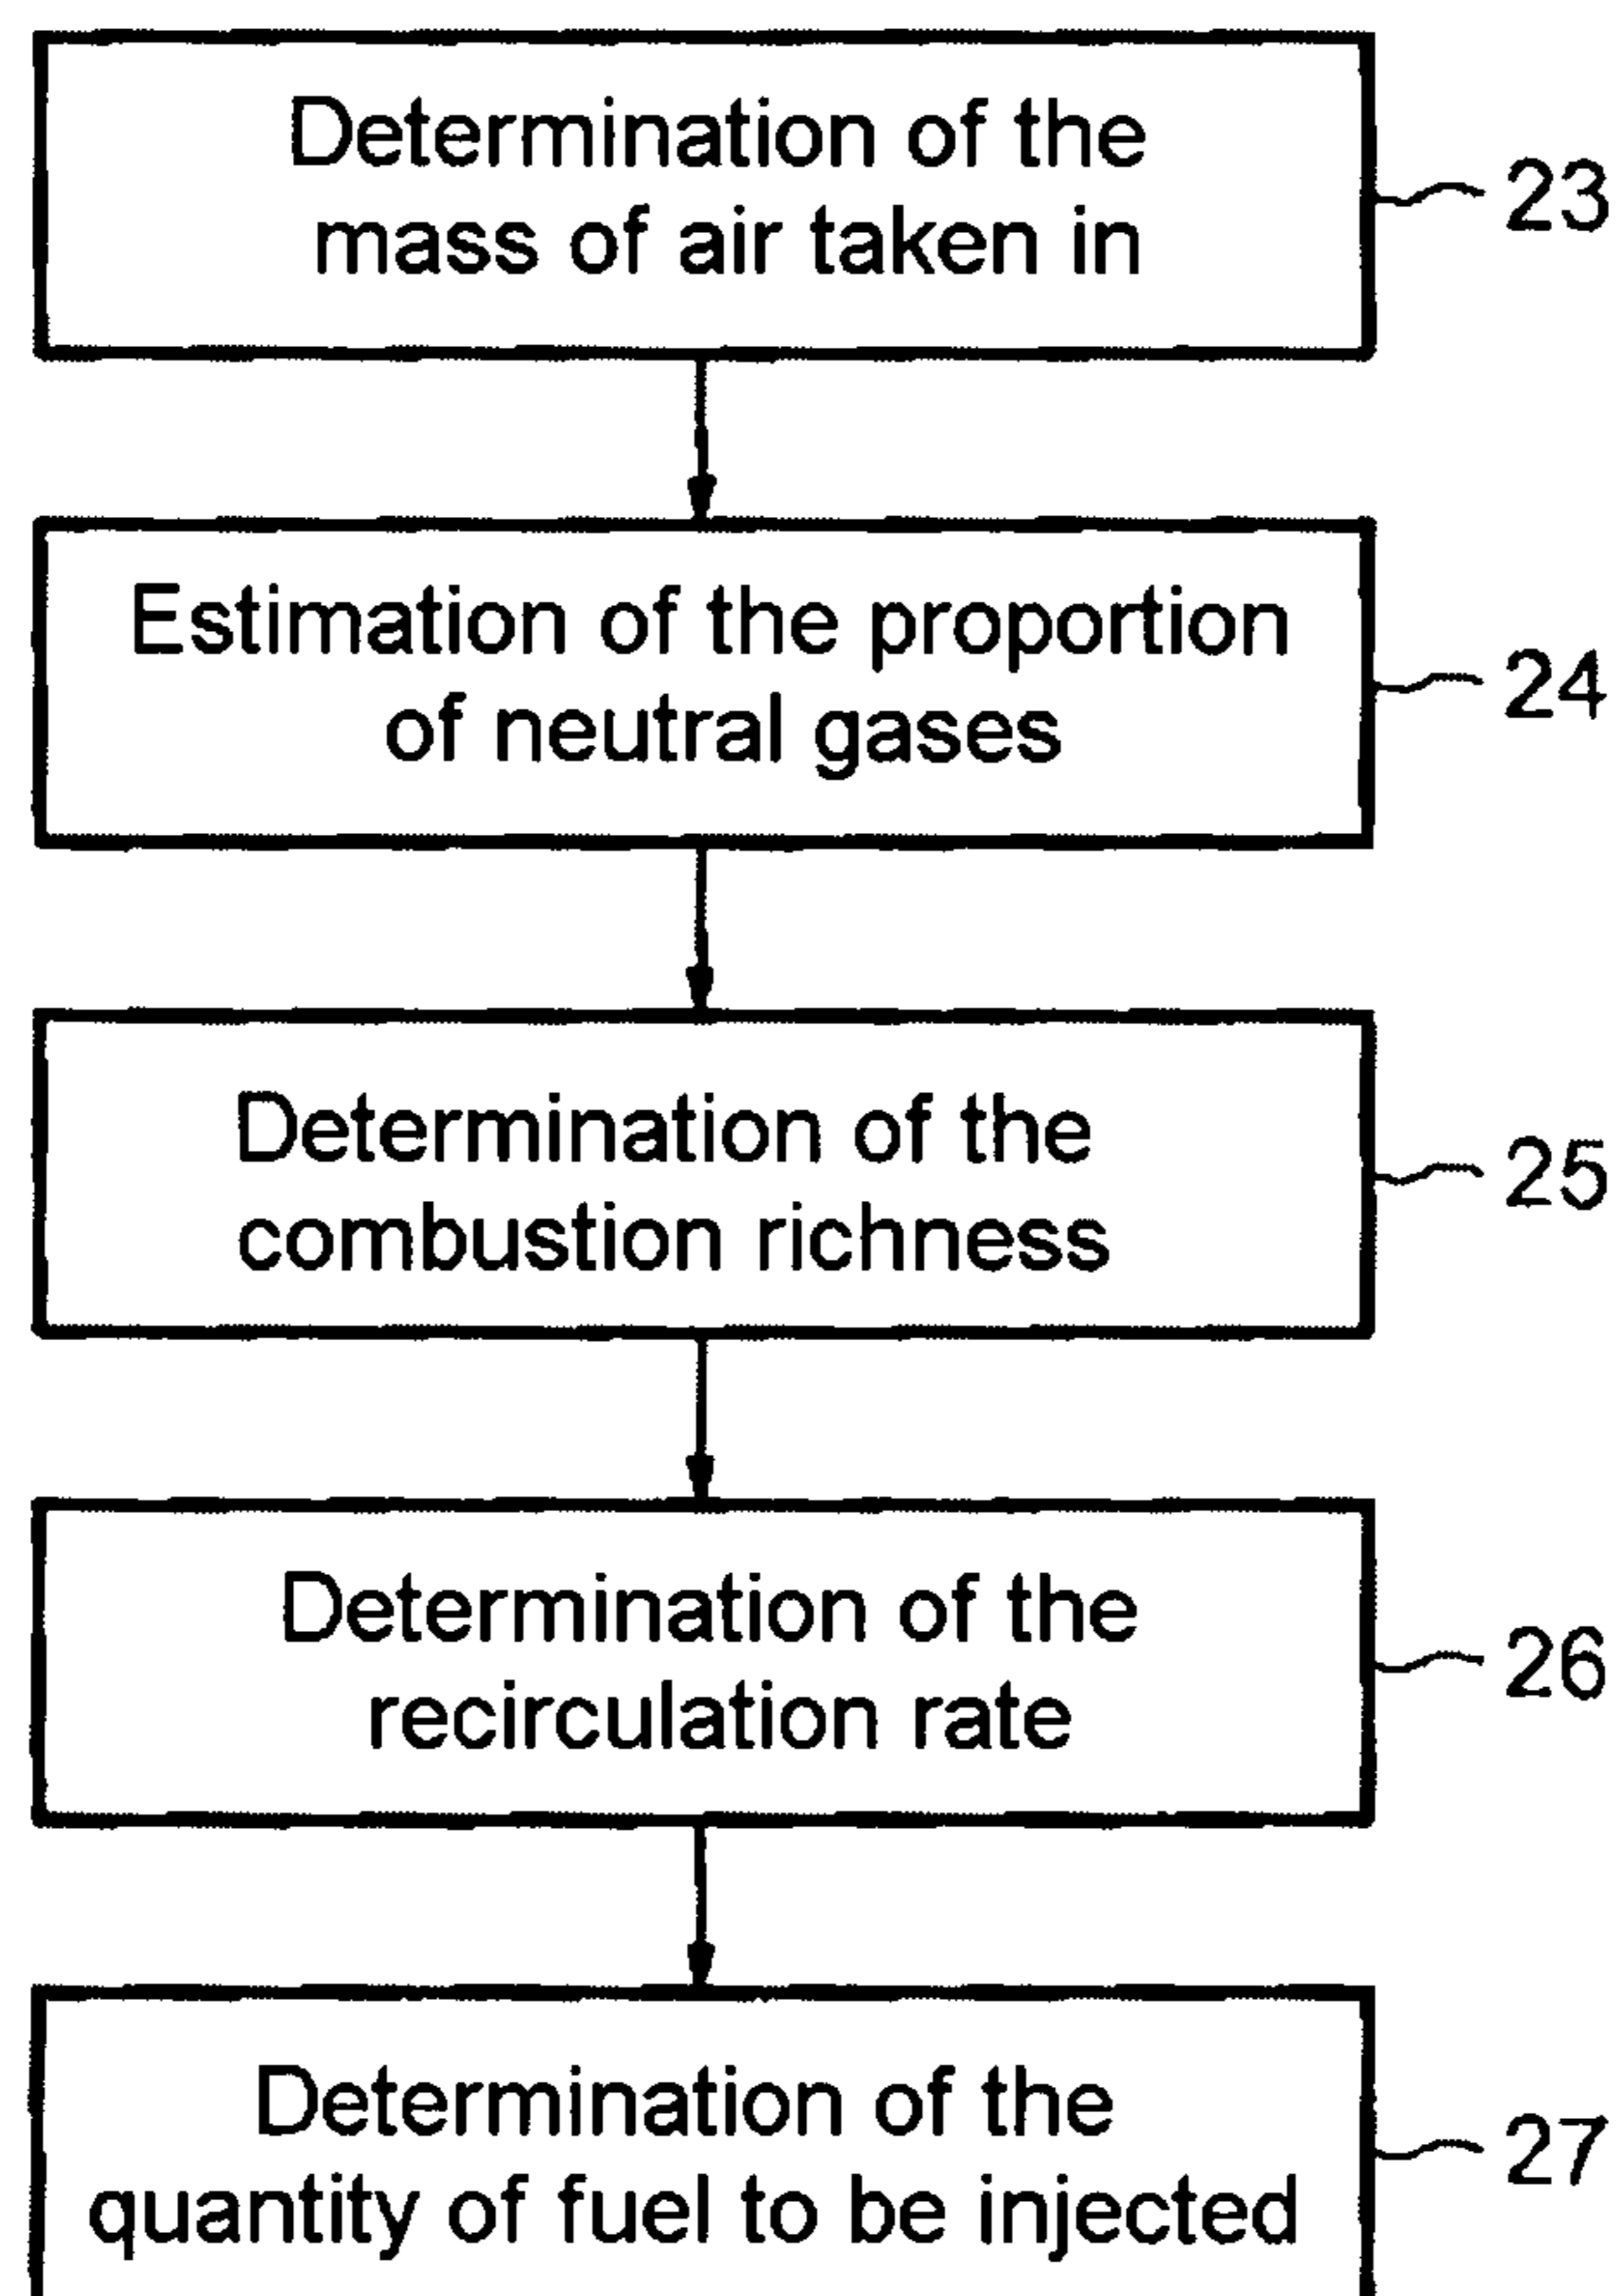 Determination of the
mass of air taken in
23
Estimation of the proportion
of neutral gases
24
Determination of the
combustion richness
25
Determination of the
recirculation rate
26
Determination of the
quantity of fuel to be injected
27